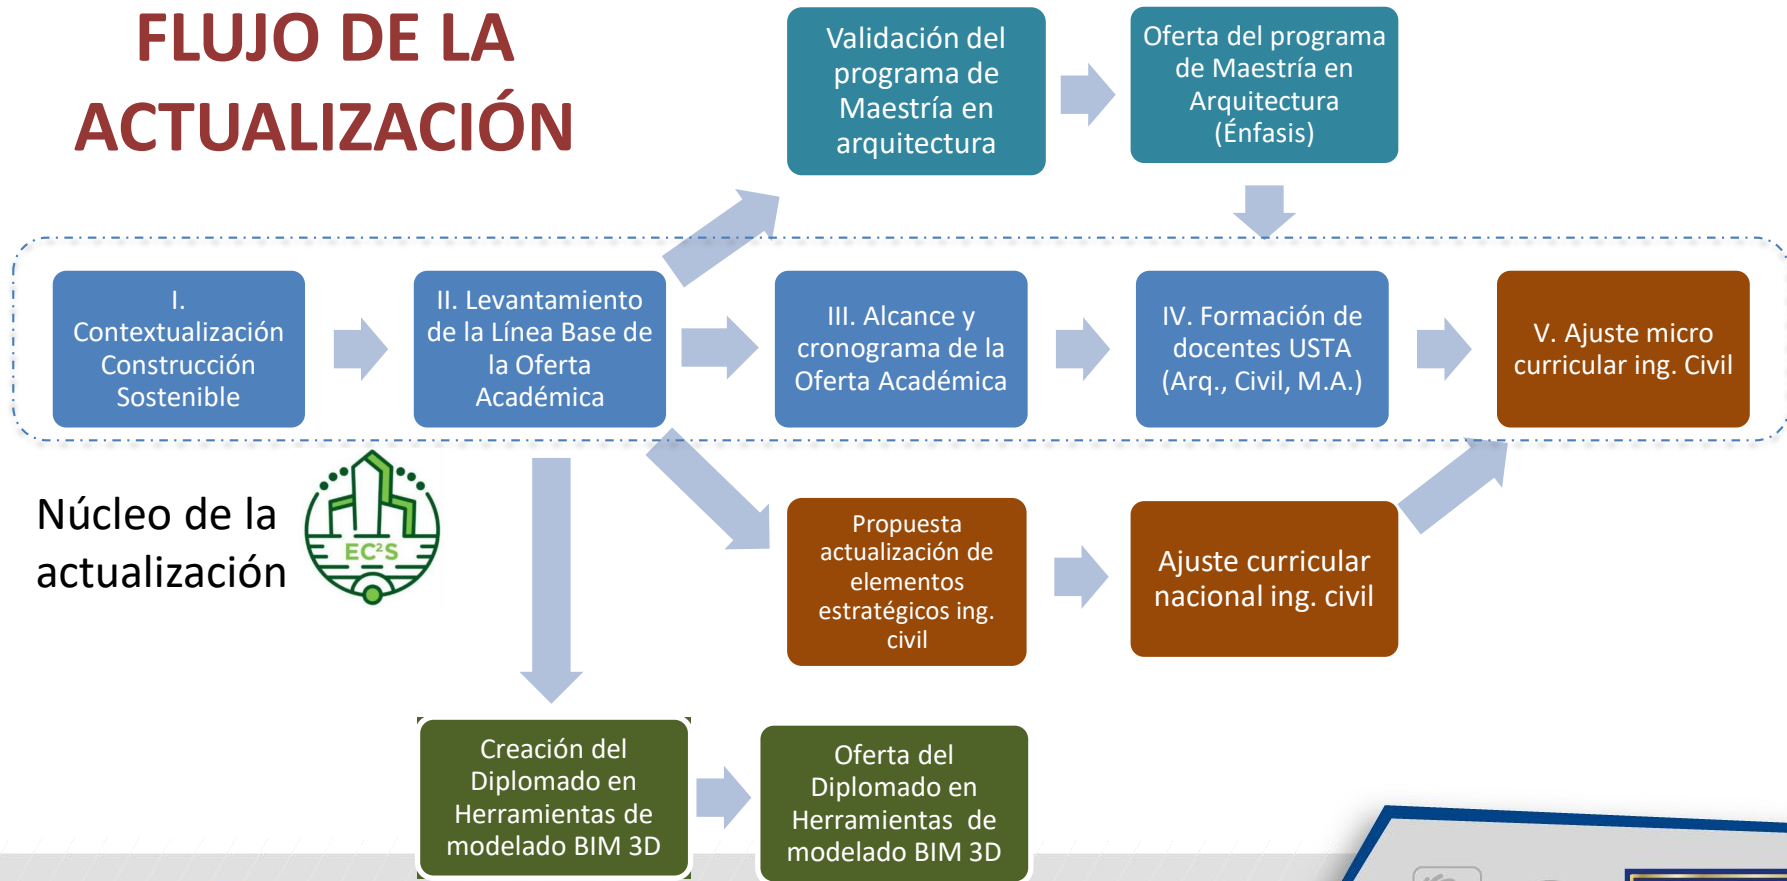 FLUJO DE LA
ACTUALIZACIÓN
Validación del
programa de
Maestría en
arquitectura
Oferta del programa
de Maestría en
Arquitectura
(Énfasis)
I.
Contextualización
Construcción
Sostenible
II. Levantamiento
de la Línea Base de
la Oferta
Académica
III. Alcance y
cronograma de la
Oferta Académica
IV. Formación de
docentes USTA
(Arq., Civil, M.A.)
V. Ajuste micro
curricular ing. Civil
Núcleo de la
actualización
EC²S
Propuesta
actualización de
elementos
estratégicos ing.
civil
Ajuste curricular
nacional ing. civil
Creación del
Diplomado en
Herramientas de
modelado BIM 3D
Oferta del
Diplomado en
Herramientas de
modelado BIM 3D